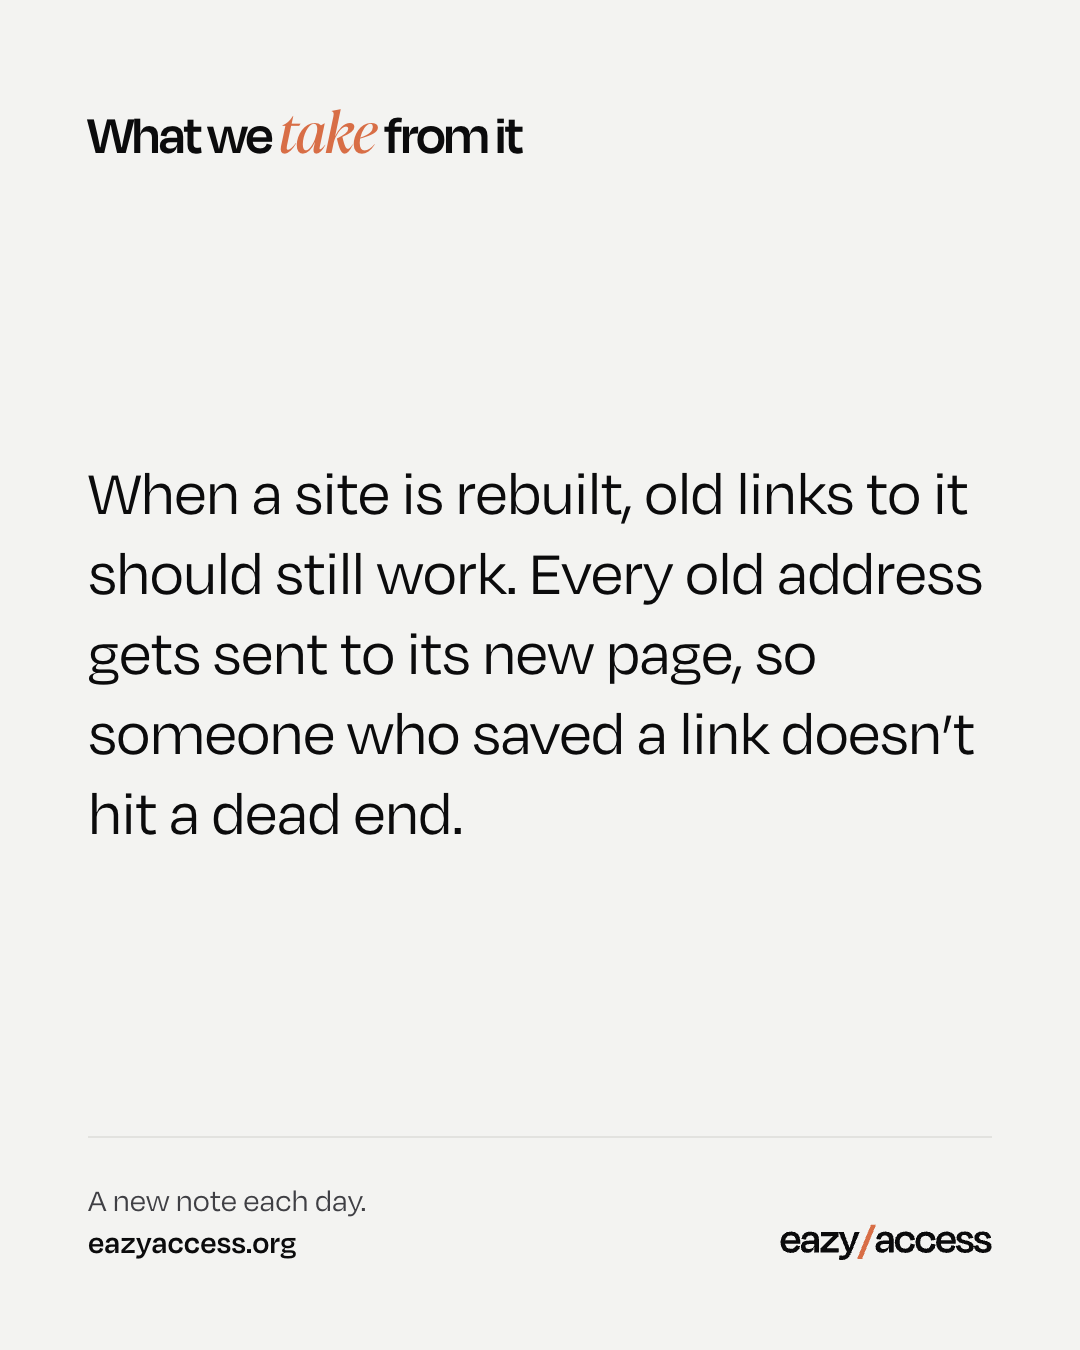 What we take from it
When a site is rebuilt, old links to it
should still work. Every old address
gets sent to its new page, so
someone who saved a link doesn’t
hit a dead end.
A new note each day.
eazyaccess.org
eazy/access